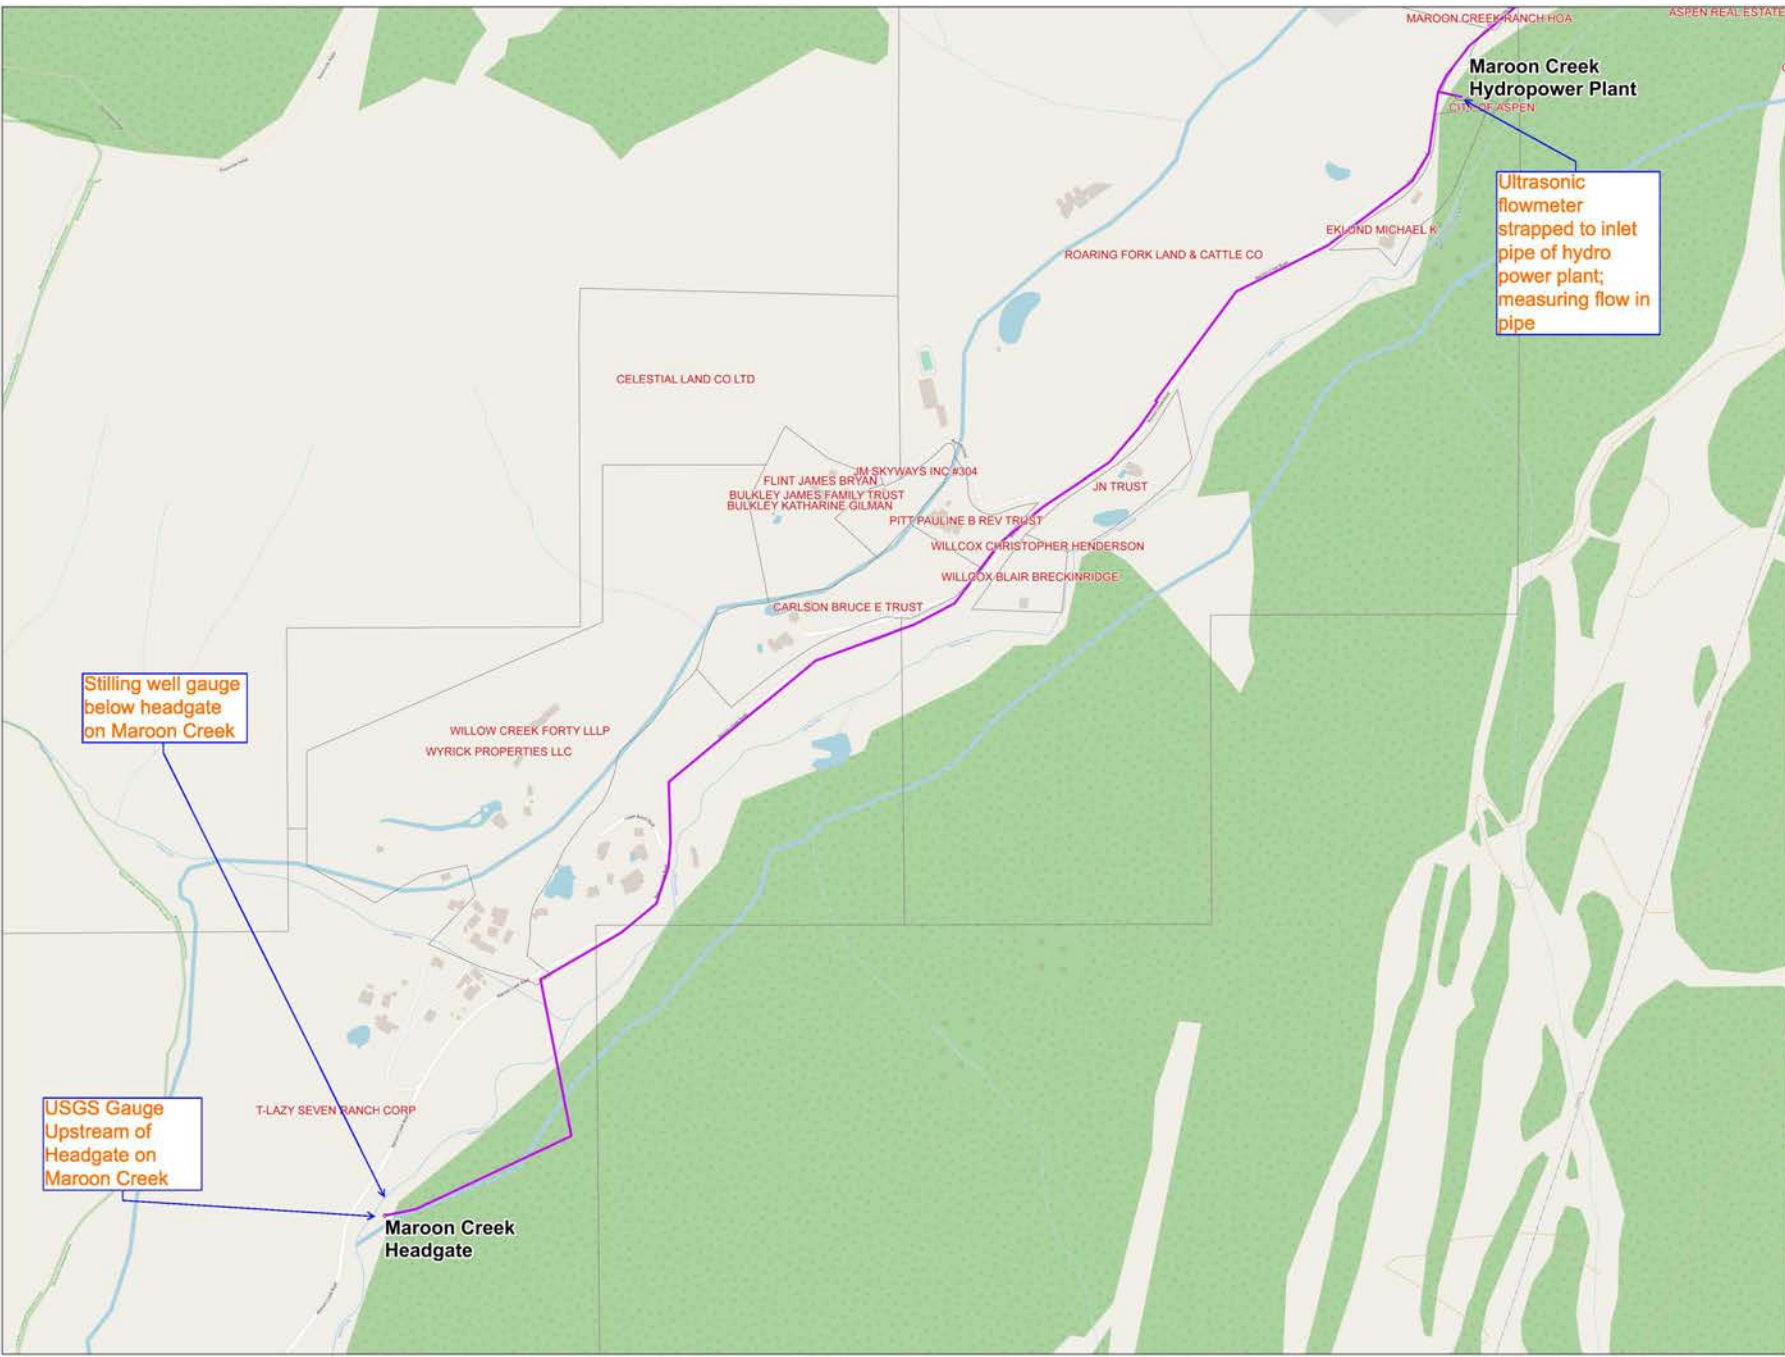 MAROON CREEK RANCH HOA
ASPEN REAL ESTATE
Maroon Creek
Hydropower Plant
CITY OF ASPEN
Ultrasonic
flowmeter
strapped to inlet
pipe of hydro
power plant;
measuring flow in
pipe
EKLUND MICHAEL K
ROARING FORK LAND & CATTLE CO
CELESTIAL LAND CO LTD
JM SKYWAYS INC #304
FLINT JAMES BRYAN
BULKLEY JAMES FAMILY TRUST
BULKLEY KATHARINE GILMAN
JN TRUST
PITT PAULINE B REV TRUST
WILLCOX CHRISTOPHER HENDERSON
WILLCOX BLAIR BRECKINRIDGE
CARLSON BRUCE E TRUST
Stilling well gauge
below headgate
on Maroon Creek
WILLOW CREEK FORTY LLLP
WYRICK PROPERTIES LLC
USGS Gauge
Upstream of
Headgate on
Maroon Creek
T-LAZY SEVEN RANCH CORP
Maroon Creek
Headgate